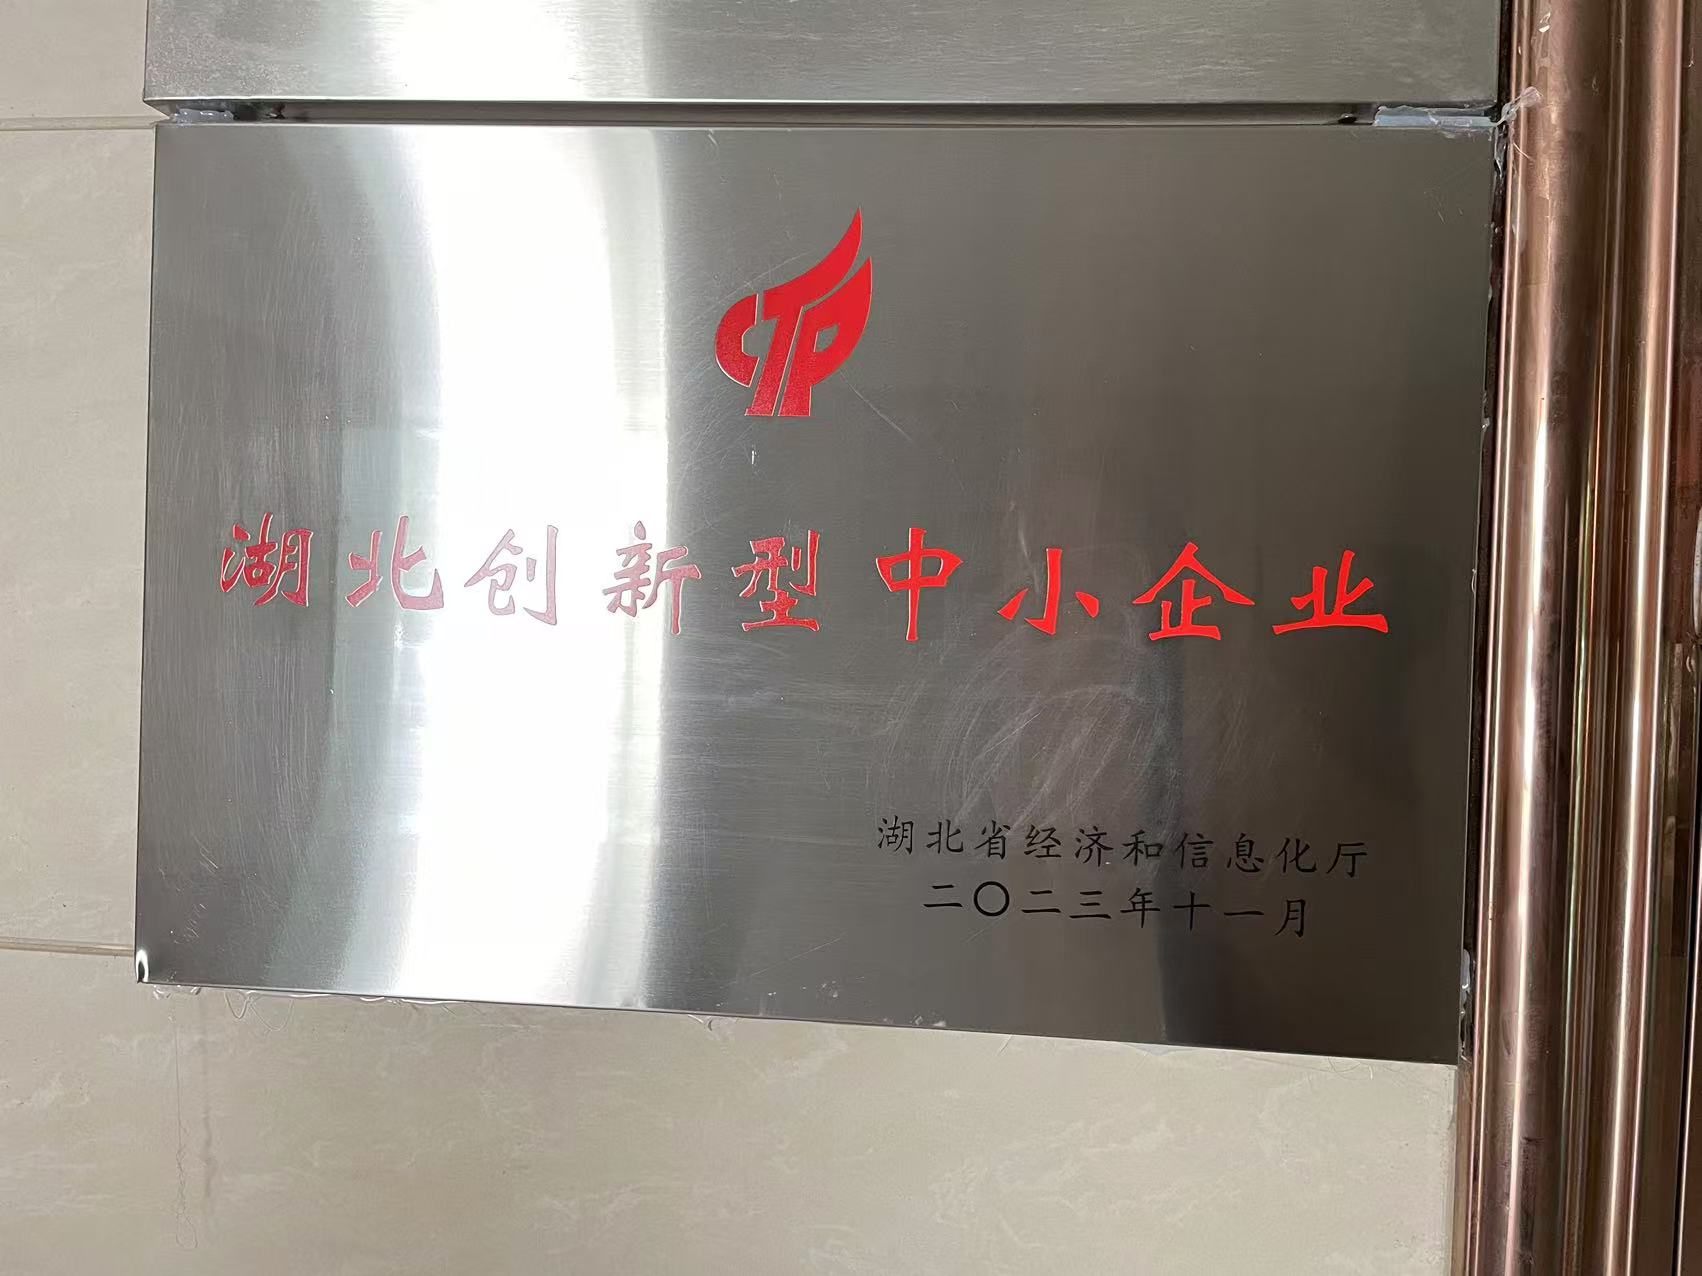 CTP
湖北创新型中小企业
湖北省经济和信息化厅
二〇二三年十一月